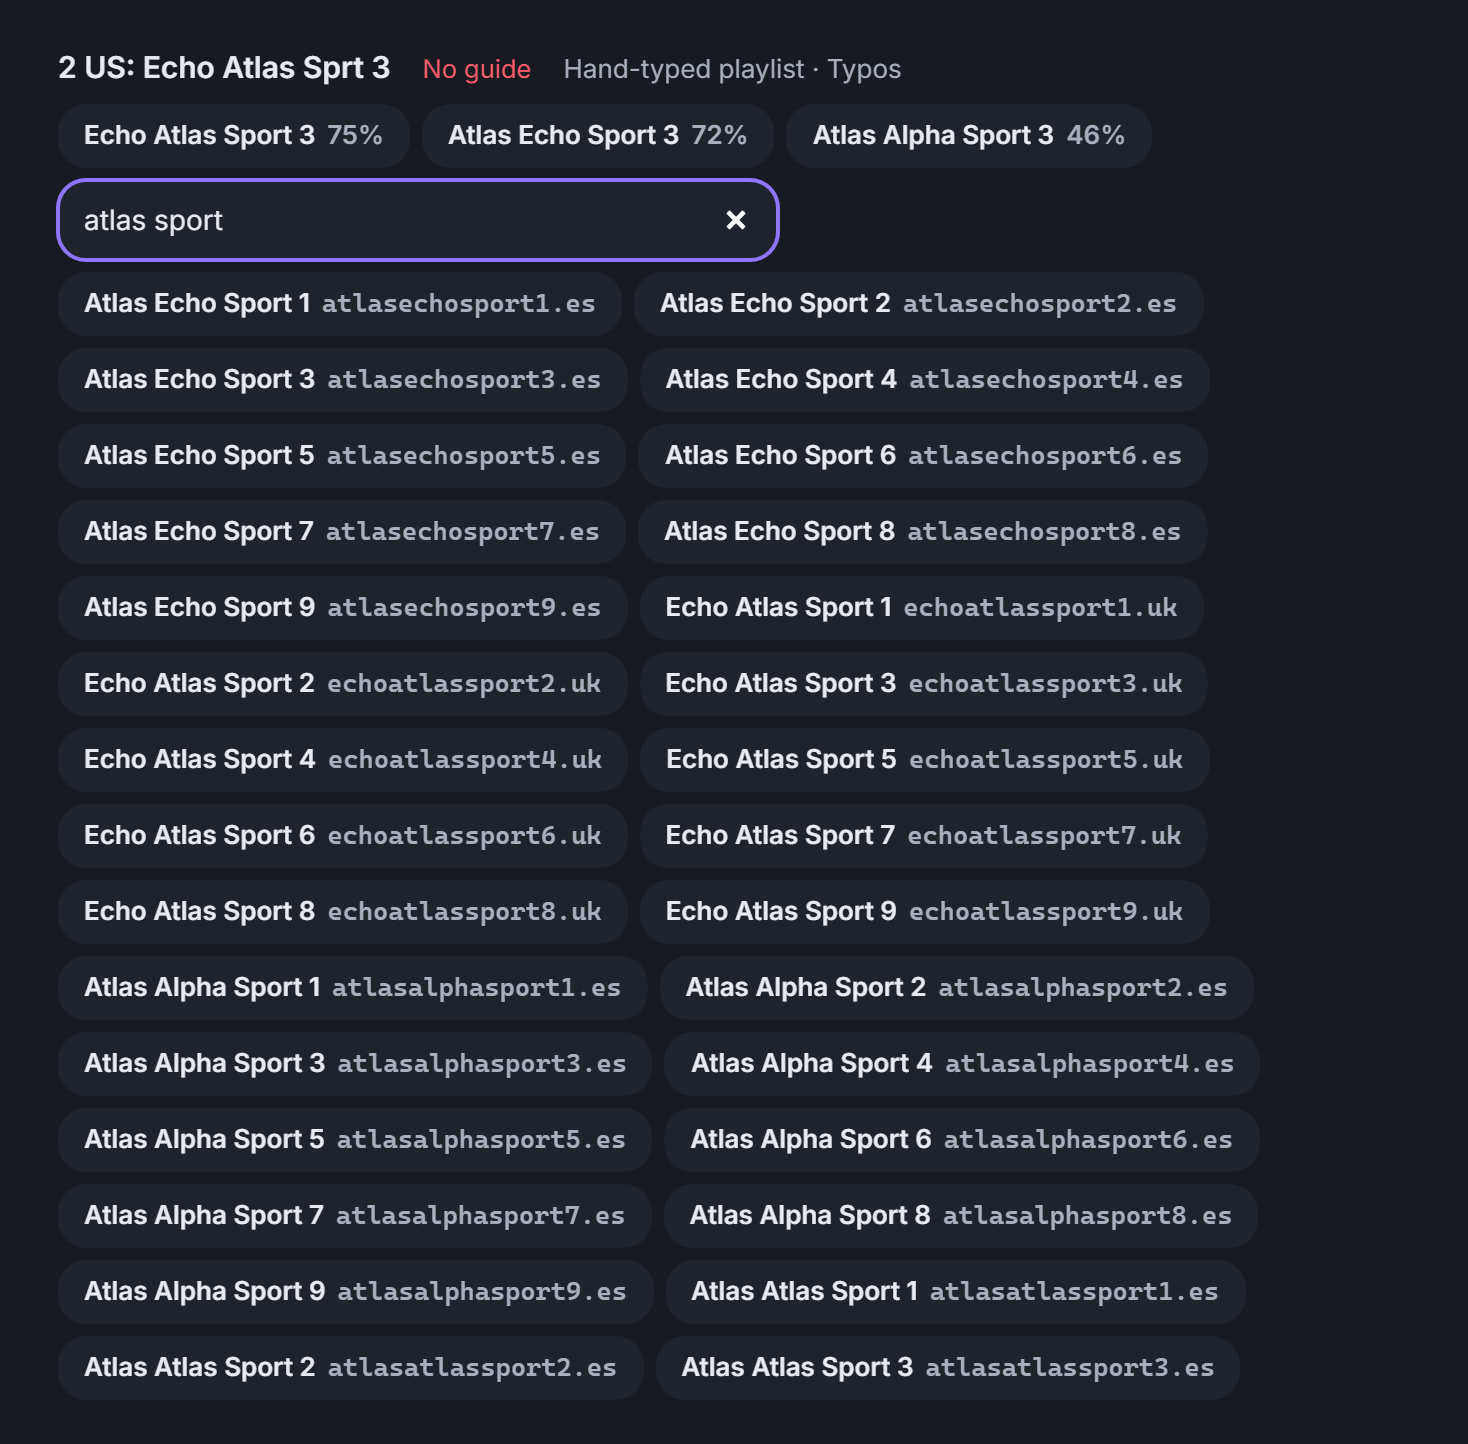 2 US: Echo Atlas Sprt 3 No guide Hand-typed playlist · Typos
Echo Atlas Sport 3 75% Atlas Echo Sport 3 72% Atlas Alpha Sport 3 46%
atlas sport ×
Atlas Echo Sport 1 atlasechosport1.es Atlas Echo Sport 2 atlasechosport2.es
Atlas Echo Sport 3 atlasechosport3.es Atlas Echo Sport 4 atlasechosport4.es
Atlas Echo Sport 5 atlasechosport5.es Atlas Echo Sport 6 atlasechosport6.es
Atlas Echo Sport 7 atlasechosport7.es Atlas Echo Sport 8 atlasechosport8.es
Atlas Echo Sport 9 atlasechosport9.es Echo Atlas Sport 1 echoatlassport1.uk
Echo Atlas Sport 2 echoatlassport2.uk Echo Atlas Sport 3 echoatlassport3.uk
Echo Atlas Sport 4 echoatlassport4.uk Echo Atlas Sport 5 echoatlassport5.uk
Echo Atlas Sport 6 echoatlassport6.uk Echo Atlas Sport 7 echoatlassport7.uk
Echo Atlas Sport 8 echoatlassport8.uk Echo Atlas Sport 9 echoatlassport9.uk
Atlas Alpha Sport 1 atlasalphasport1.es Atlas Alpha Sport 2 atlasalphasport2.es
Atlas Alpha Sport 3 atlasalphasport3.es Atlas Alpha Sport 4 atlasalphasport4.es
Atlas Alpha Sport 5 atlasalphasport5.es Atlas Alpha Sport 6 atlasalphasport6.es
Atlas Alpha Sport 7 atlasalphasport7.es Atlas Alpha Sport 8 atlasalphasport8.es
Atlas Alpha Sport 9 atlasalphasport9.es Atlas Atlas Sport 1 atlasatlassport1.es
Atlas Atlas Sport 2 atlasatlassport2.es Atlas Atlas Sport 3 atlasatlassport3.es